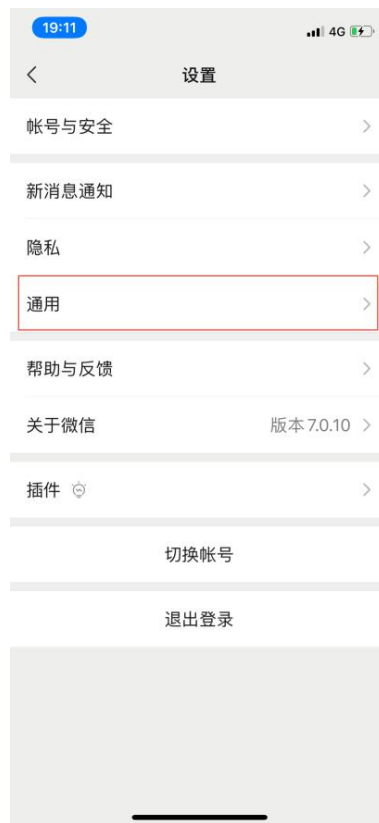 19:11 4G
设置
帐号与安全
新消息通知
隐私
通用
帮助与反馈
关于微信 版本 7.0.10
插件
切换帐号
退出登录